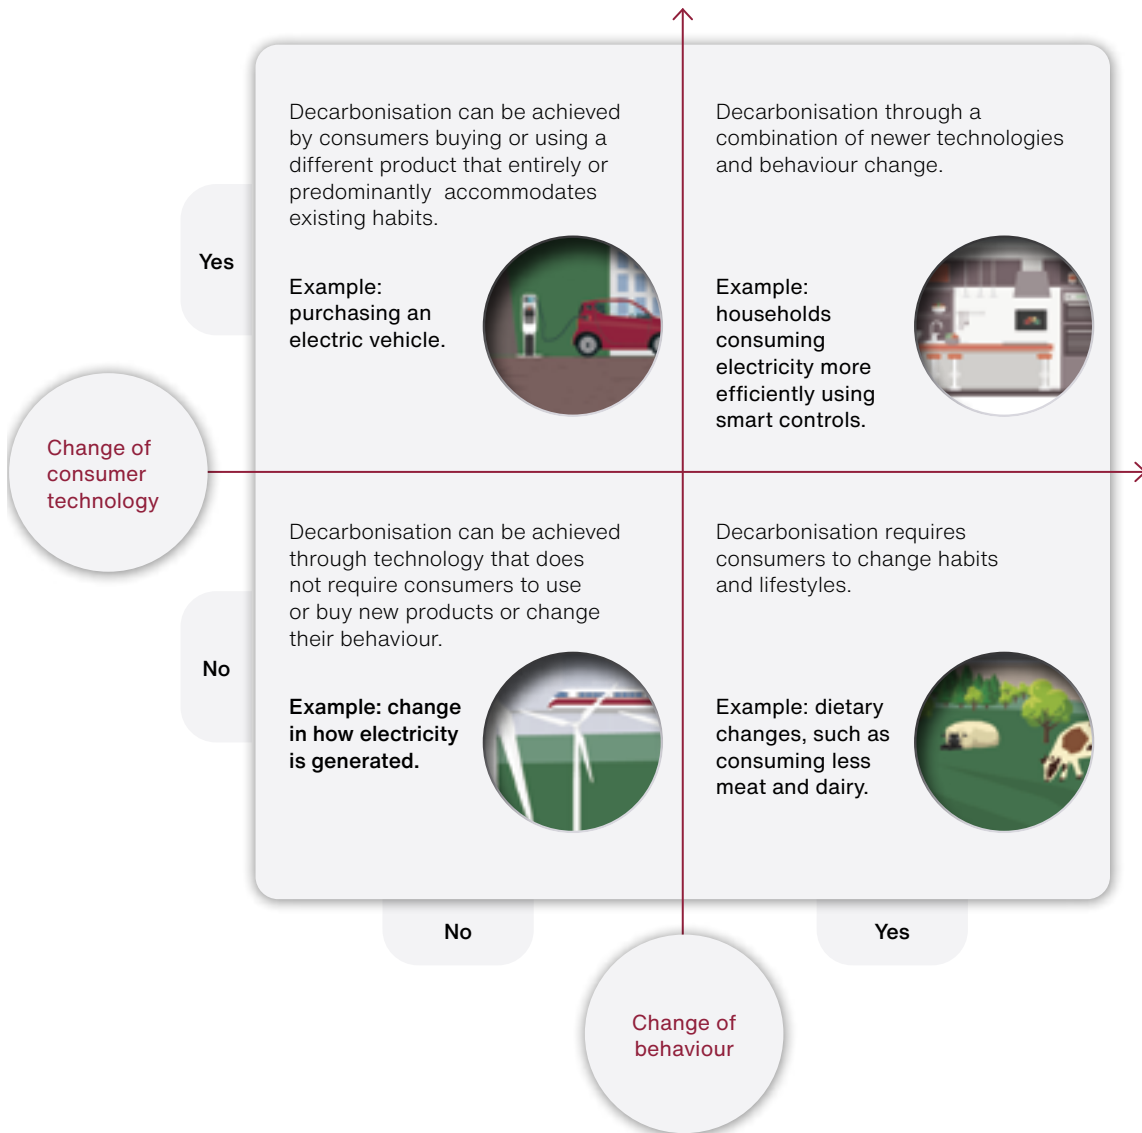 Decarbonisation can be achieved
by consumers buying or using a
different product that entirely or
predominantly accommodates
existing habits.
Example:
purchasing an
electric vehicle.
Decarbonisation through a
combination of newer technologies
and behaviour change.
Example:
households
consuming
electricity more
efficiently using
smart controls.
Yes
Change of
consumer
technology
Decarbonisation can be achieved
through technology that does
not require consumers to use
or buy new products or change
their behaviour.
Example: change
in how electricity
is generated.
Decarbonisation requires
consumers to change habits
and lifestyles.
Example: dietary
changes, such as
consuming less
meat and dairy.
No
No
Yes
Change of
behaviour